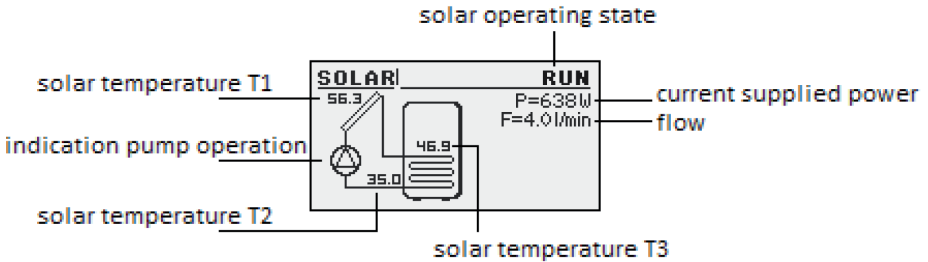 solar operating state
solar temperature T1
SOLAR RUN
56.3
P=638W
current supplied power
F=4.0 l/min
flow
indication pump operation
46.9
35.0
solar temperature T2
solar temperature T3